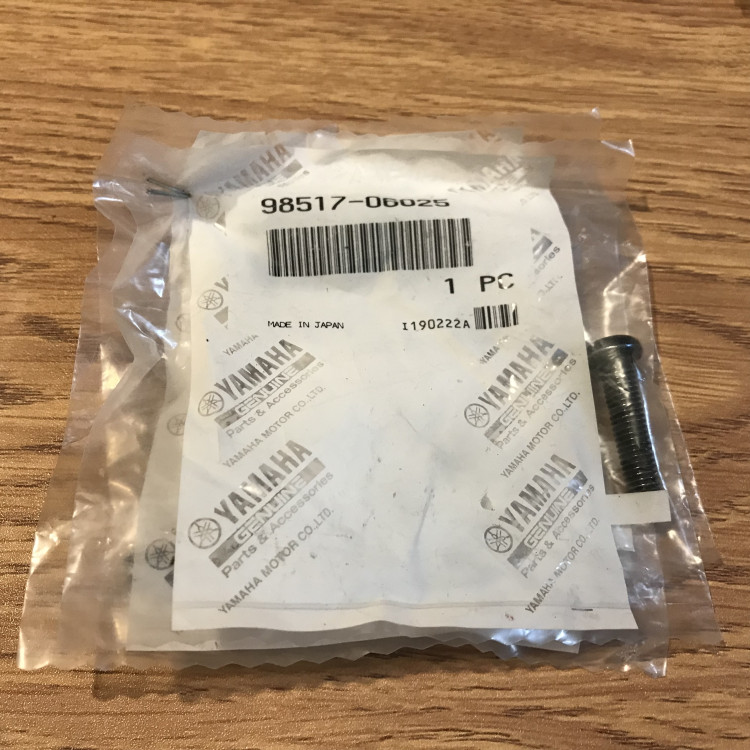 YAMAHA
98517-06025
1 PC
MADE IN JAPAN
I190222A
YAMAHA
YAMAHA
GENUINE
Parts & Accessories
YAMAHA MOTOR CO.,LTD.
YAMAHA
GENUINE
Parts & Accessories
YAMAHA MOTOR CO.,LTD.
YAMAHA
GENUINE
Parts & Accessories
YAMAHA MOTOR CO.,LTD.
YAMAHA
GENUINE
Parts & Accessories
YAMAHA MOTOR CO.,LTD.